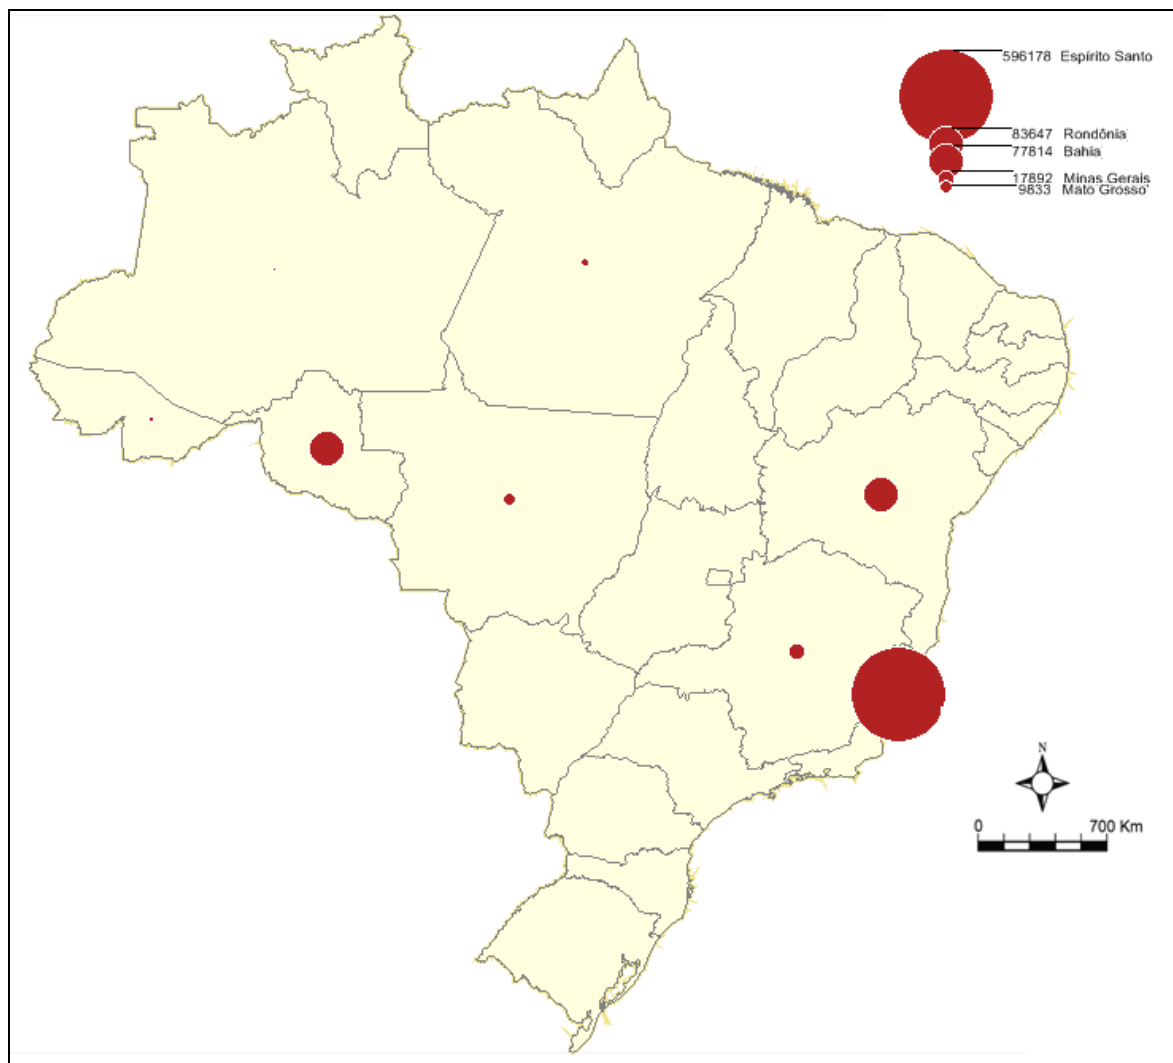 596178 Espírito Santo
83647 Rondônia
77814 Bahia
17892 Minas Gerais
9833 Mato Grosso
N
0 700 Km